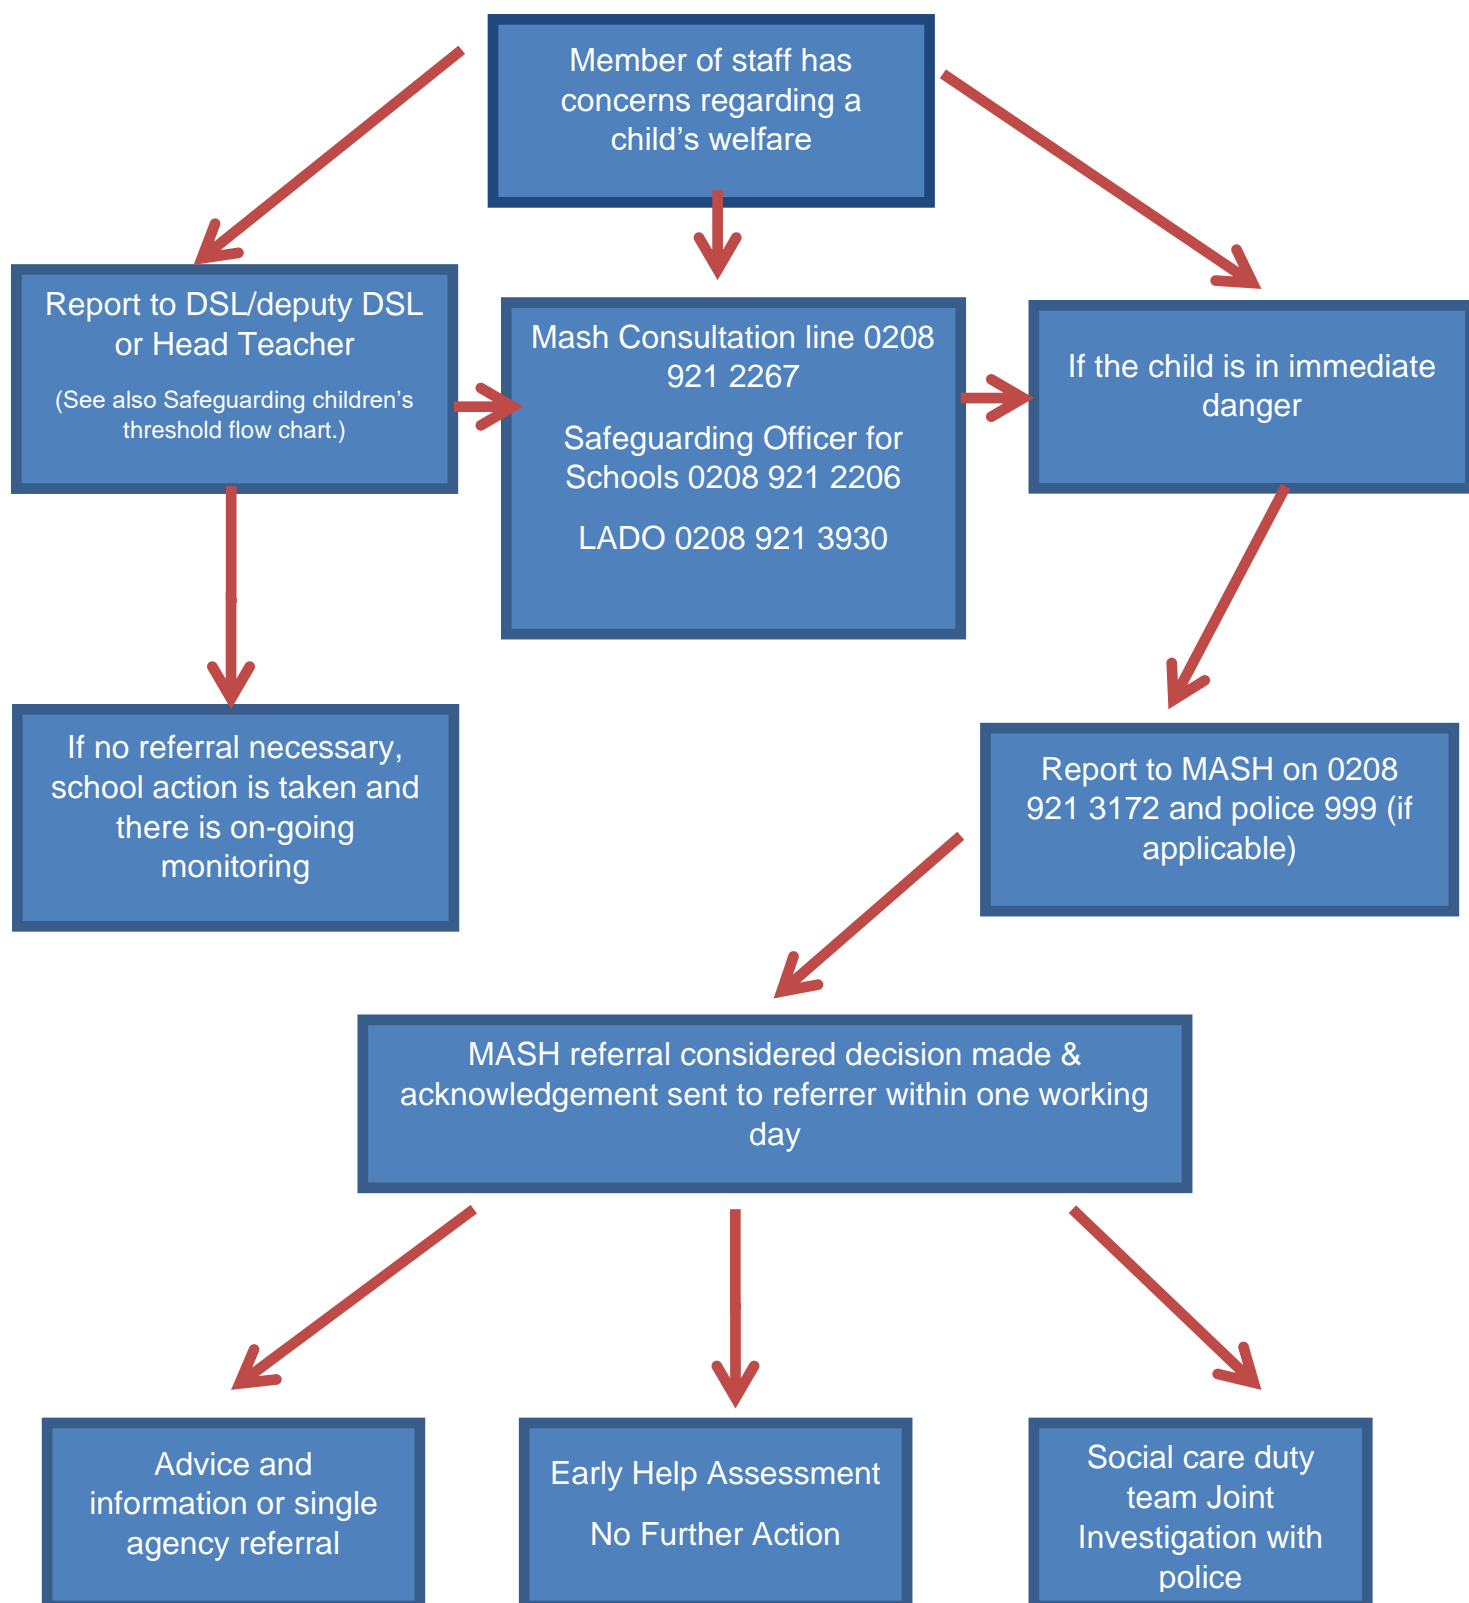 Member of staff has
concerns regarding a
child’s welfare
Report to DSL/deputy DSL
or Head Teacher
(See also Safeguarding children’s
threshold flow chart.)
Mash Consultation line 0208
921 2267
Safeguarding Officer for
Schools 0208 921 2206
LADO 0208 921 3930
If the child is in immediate
danger
If no referral necessary,
school action is taken and
there is on-going
monitoring
Report to MASH on 0208
921 3172 and police 999 (if
applicable)
MASH referral considered decision made &
acknowledgement sent to referrer within one working
day
Advice and
information or single
agency referral
Early Help Assessment
No Further Action
Social care duty
team Joint
Investigation with
police